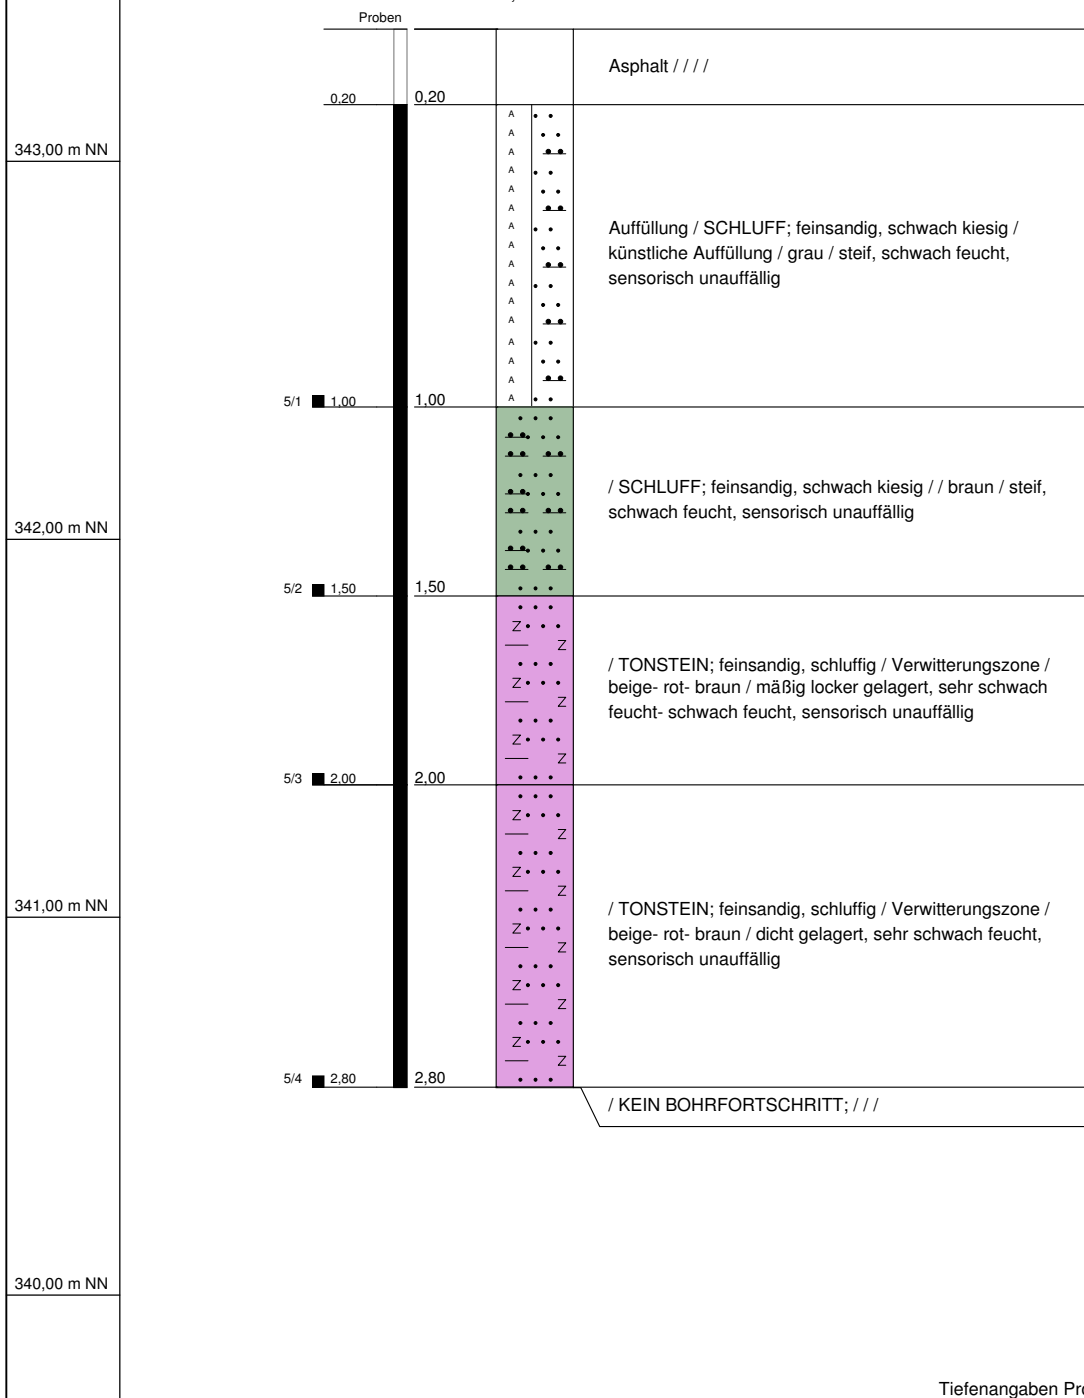 Proben
Asphalt / / / /
0,20 0,20
A
A
343,00 m NN
A
A
A
A
A
Auffüllung / SCHLUFF; feinsandig, schwach kiesig /
A
künstliche Auffüllung / grau / steif, schwach feucht,
A
sensorisch unauffällig
A
A
A
A
A
A
A
5/1 1,00 1,00
/ SCHLUFF; feinsandig, schwach kiesig / / braun / steif,
schwach feucht, sensorisch unauffällig
342,00 m NN
5/2 1,50 1,50
Z
Z
/ TONSTEIN; feinsandig, schluffig / Verwitterungszone /
Z
beige- rot- braun / mäßig locker gelagert, sehr schwach
Z
feucht- schwach feucht, sensorisch unauffällig
Z
Z
5/3 2,00 2,00
Z
Z
Z
Z
341,00 m NN
/ TONSTEIN; feinsandig, schluffig / Verwitterungszone /
Z
beige- rot- braun / dicht gelagert, sehr schwach feucht,
Z
sensorisch unauffällig
Z
Z
Z
Z
5/4 2,80 2,80
/ KEIN BOHRFORTSCHRITT; / / /
340,00 m NN
Tiefenangaben Pr